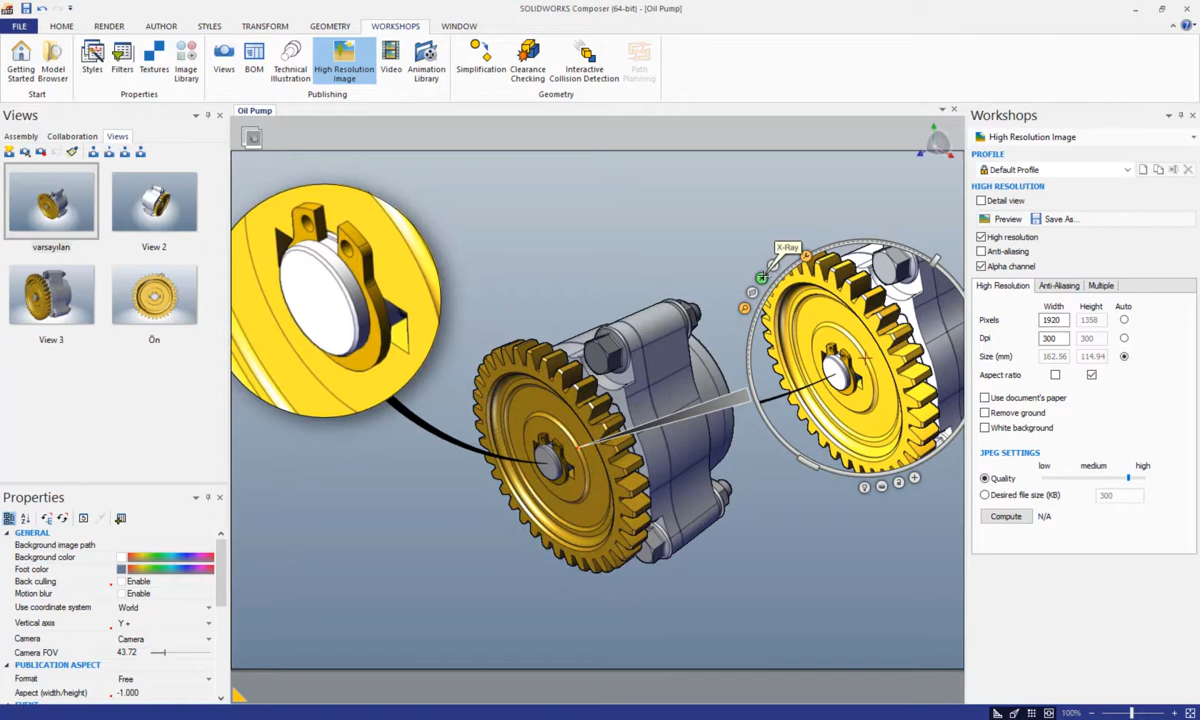 SOLIDWORKS Composer (64-bit) - [Oil Pump]
FILE HOME RENDER AUTHOR STYLES TRANSFORM GEOMETRY WORKSHOPS WINDOW
Getting Started
Model Browser
Styles
Filters
Textures
Image Library
Views
BOM
Technical Illustration
High Resolution Image
Video
Animation Library
Simplification
Clearance Checking
Interactive Collision Detection
Path Planning
Start
Properties
Publishing
Geometry
Views
Assembly Collaboration Views
varsayılan
View 2
View 3
Ön
Properties
GENERAL
Background image path
Background color
Foot color
Back culling Enable
Motion blur Enable
Use coordinate system World
Vertical axis Y +
Camera Camera
Camera FOV 43.72
PUBLICATION ASPECT
Format Free
Aspect (width/height) -1.000
Oil Pump
X-Ray
Workshops
High Resolution Image
PROFILE
Default Profile
HIGH RESOLUTION
Detail view
Preview Save As...
High resolution
Anti-aliasing
Alpha channel
High Resolution Anti-Aliasing Multiple
Width Height Auto
Pixels 1920 1358
Dpi 300 300
Size (mm) 162.56 114.94
Aspect ratio
Use document's paper
Remove ground
White background
JPEG SETTINGS
low medium high
Quality
Desired file size (KB) 300
Compute N/A
100%